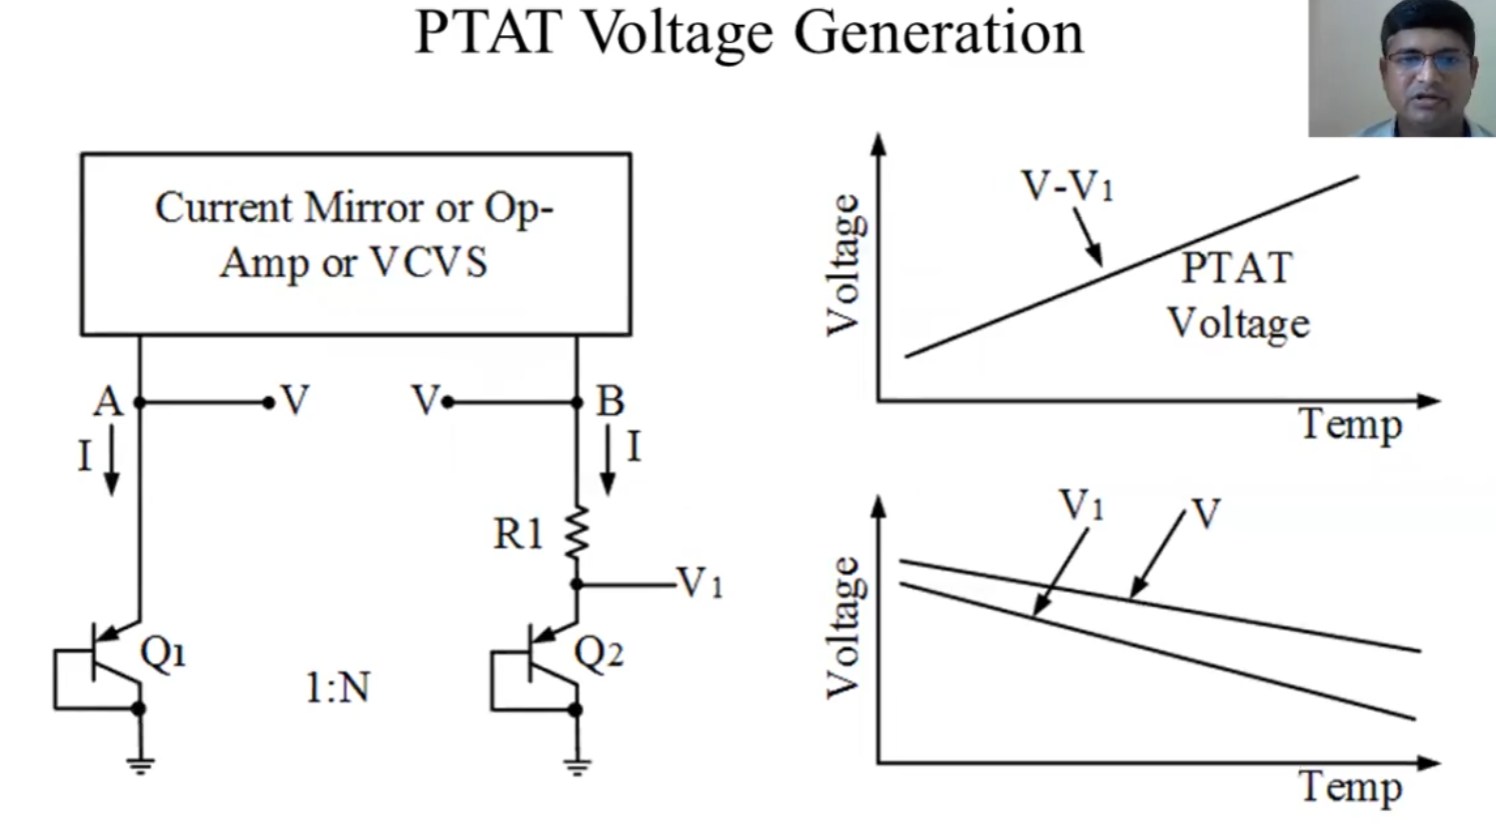 PTAT Voltage Generation
Current Mirror or Op-
Amp or VCVS
A
V
V
B
I
I
R1
V1
Q1
1:N
Q2
Voltage
V-V1
PTAT
Voltage
Temp
Voltage
V1
V
Temp